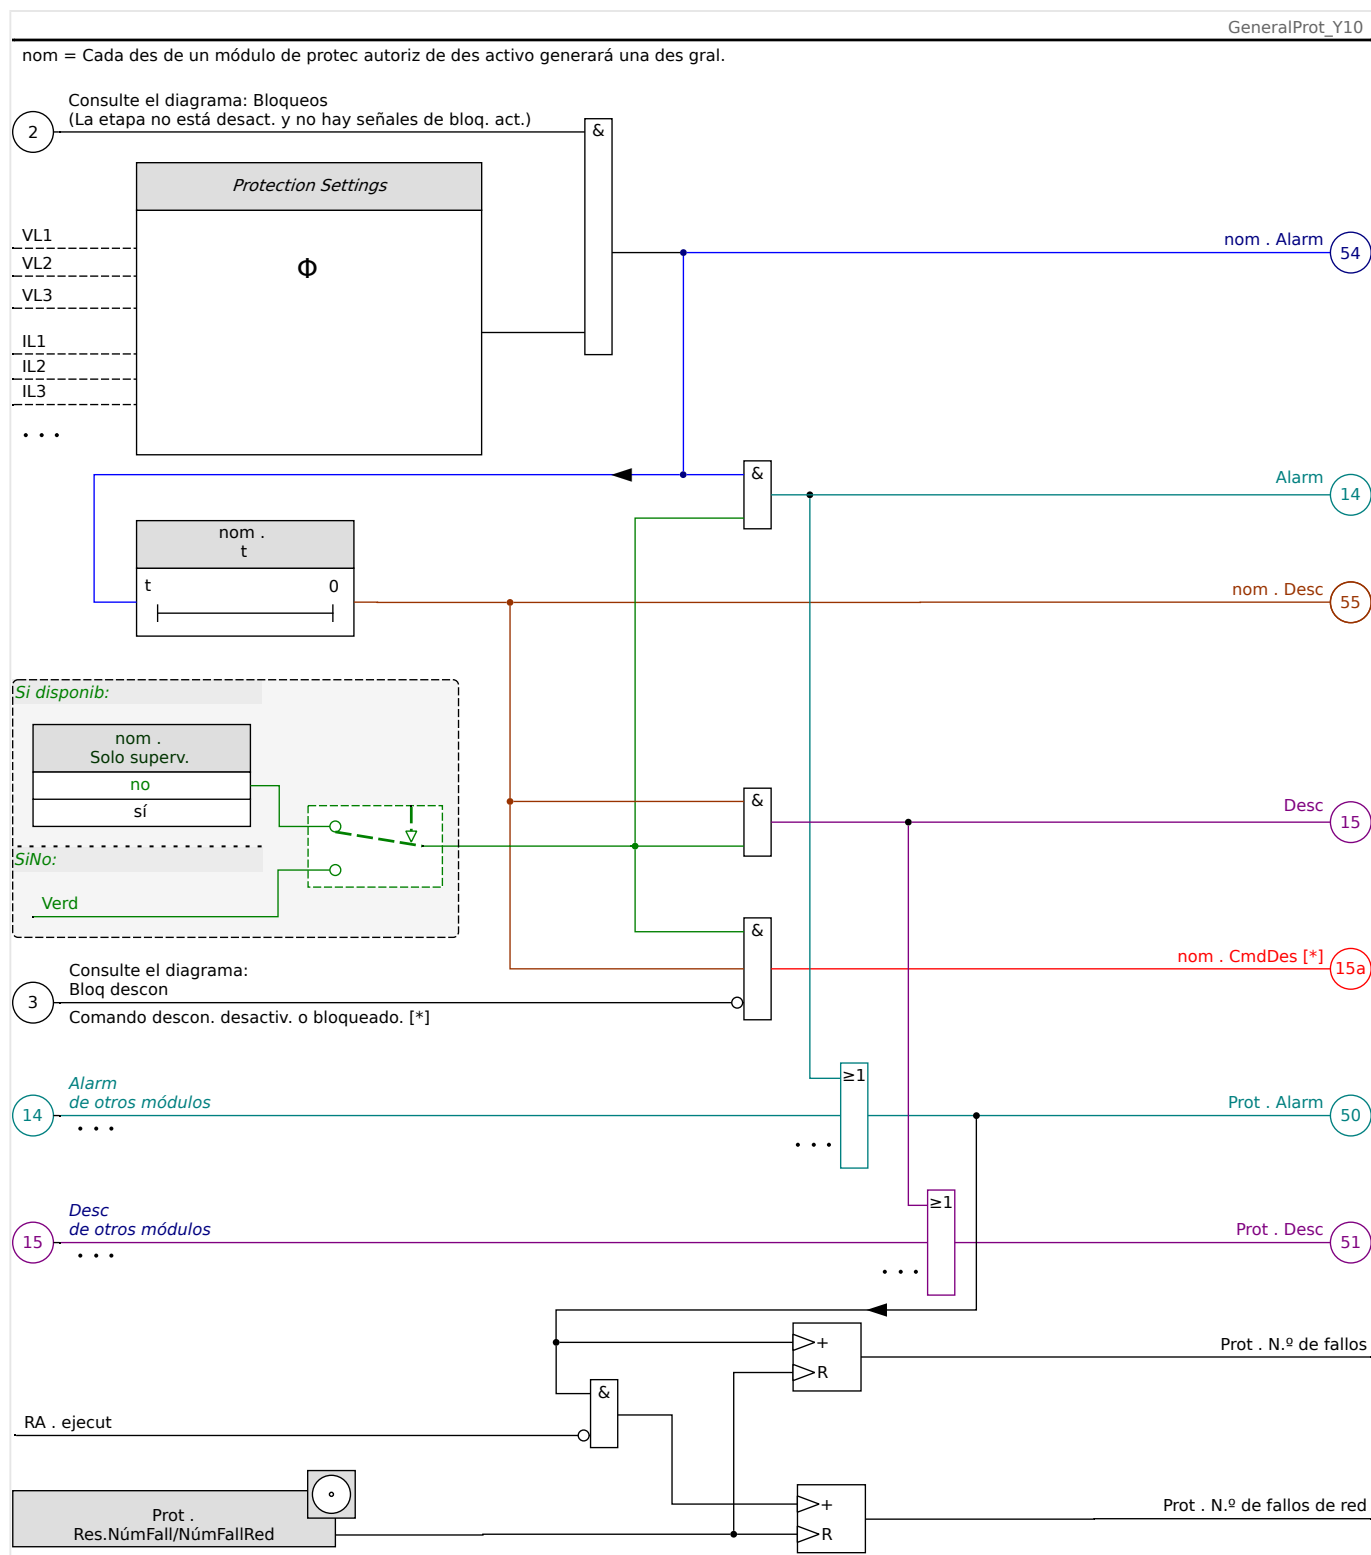 GeneralProt_Y10
nom = Cada des de un módulo de protec autoriz de des activo generará una des gral.
Consulte el diagrama: Bloqueos
(La etapa no está desact. y no hay señales de bloq. act.)
2
&
Protection Settings
Φ
VL1
VL2
VL3
IL1
IL2
IL3
• • •
nom . Alarm
54
&
Alarm
14
nom .
t
t
0
nom . Desc
55
Si disponib:
nom .
Solo superv.
no
sí
SiNo:
Verd
&
Desc
15
&
nom . CmdDes [*]
15a
Consulte el diagrama:
Bloq descon
3
Comando descon. desactiv. o bloqueado. [*]
Alarm
de otros módulos
14
• • •
≥1
• • •
Prot . Alarm
50
Desc
de otros módulos
15
• • •
≥1
• • •
Prot . Desc
51
+
R
Prot . N.º de fallos
&
RA . ejecut
Prot .
Res.NúmFall/NúmFallRed
+
R
Prot . N.º de fallos de red